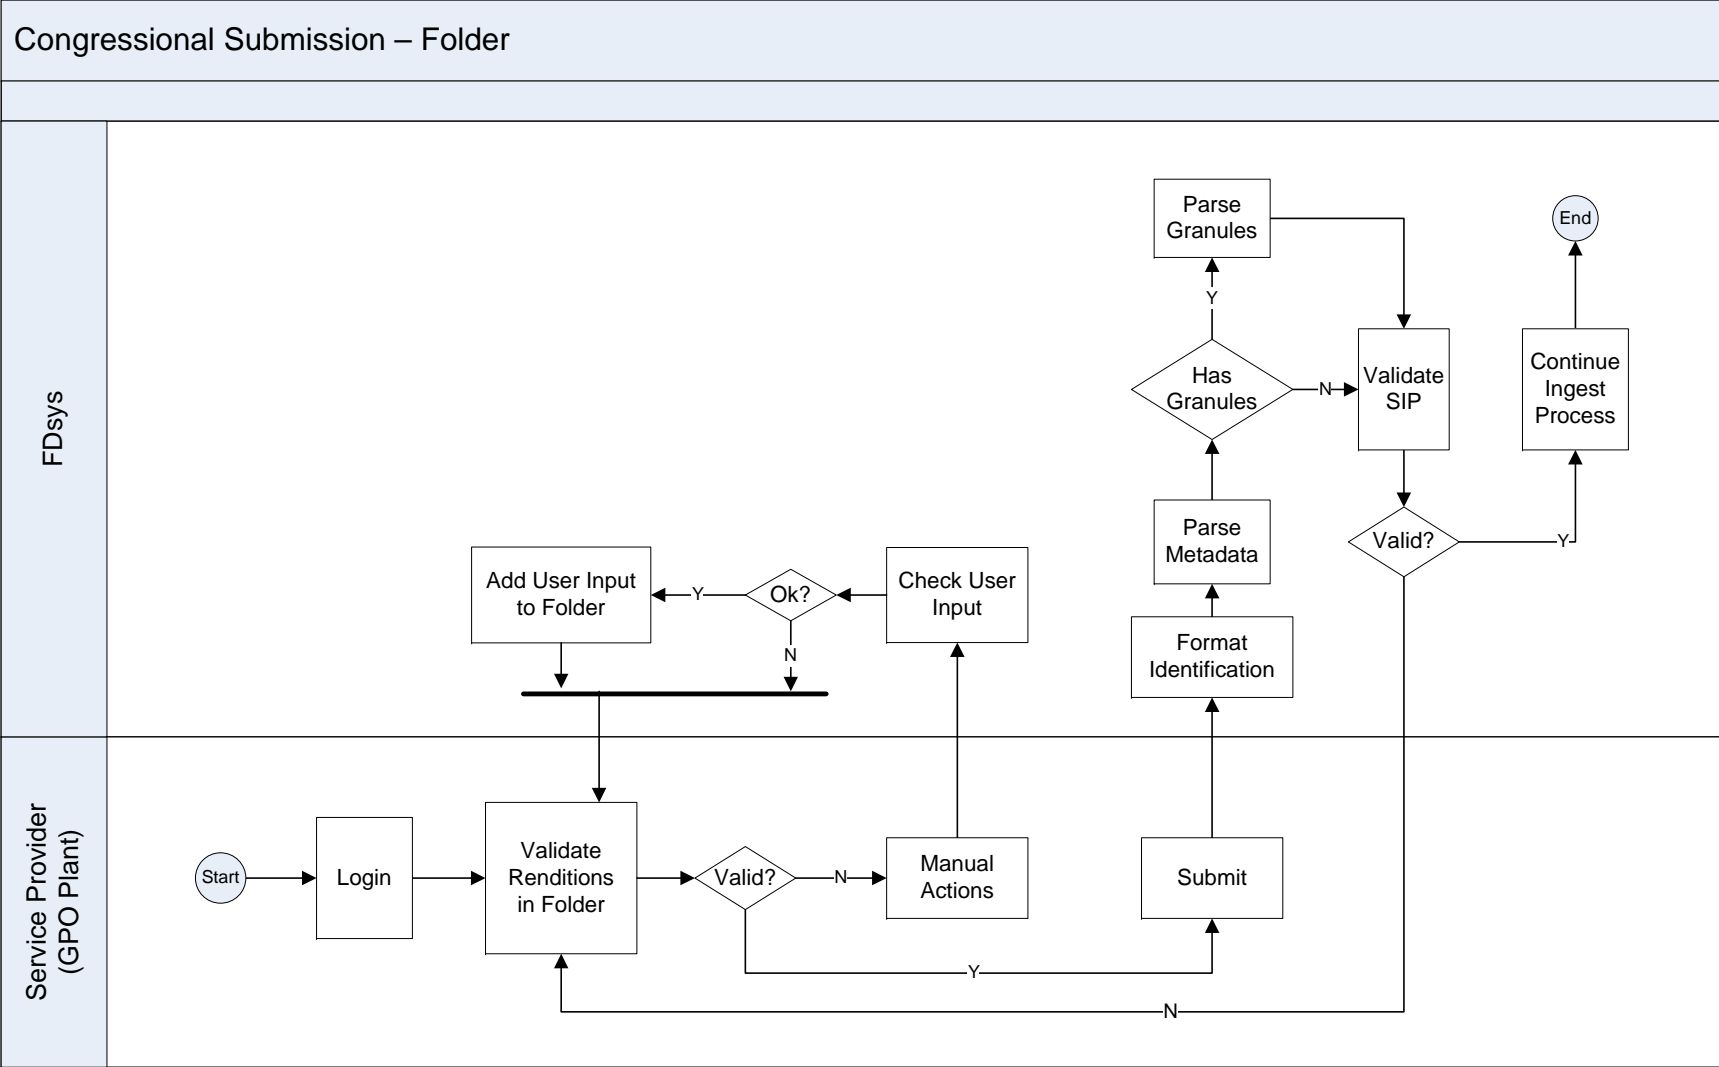 Congressional Submission – Folder
FDsys
Parse
Granules
End
Y
Has
Granules
N
Validate
SIP
Continue
Ingest
Process
Parse
Metadata
Valid?
Y
Add User Input
to Folder
Y
Ok?
Check User
Input
N
Format
Identification
Service Provider
(GPO Plant)
Start
Login
Validate
Renditions
in Folder
Valid?
N
Manual
Actions
Submit
Y
N